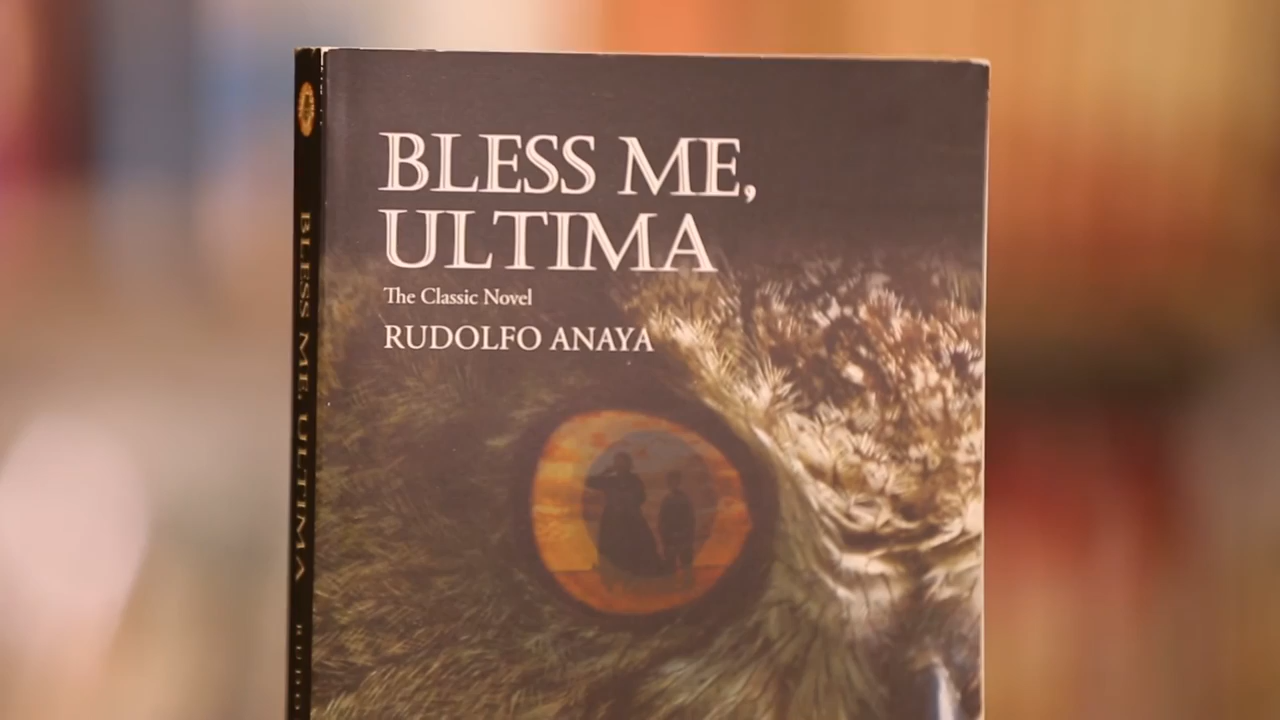 BLESS ME,
ULTIMA
The Classic Novel
RUDOLFO ANAYA
BLESS ME, ULTIMA